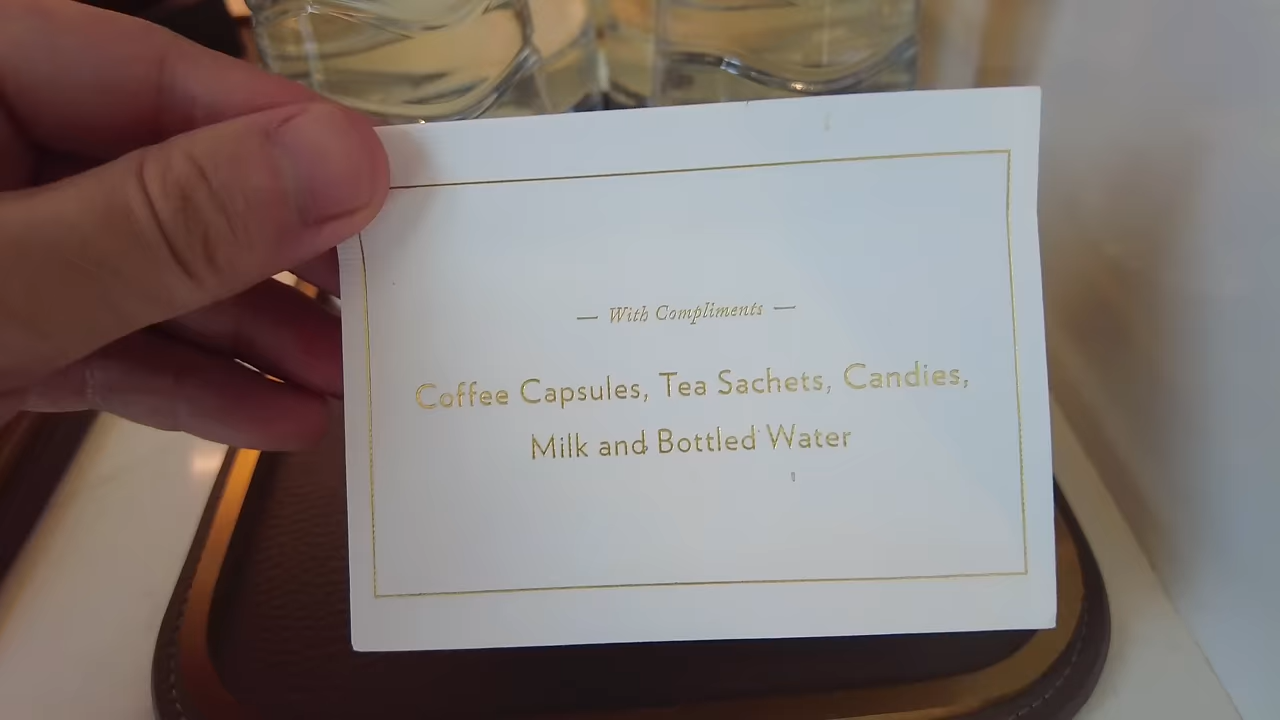 — With Compliments —
Coffee Capsules, Tea Sachets, Candies,
Milk and Bottled Water